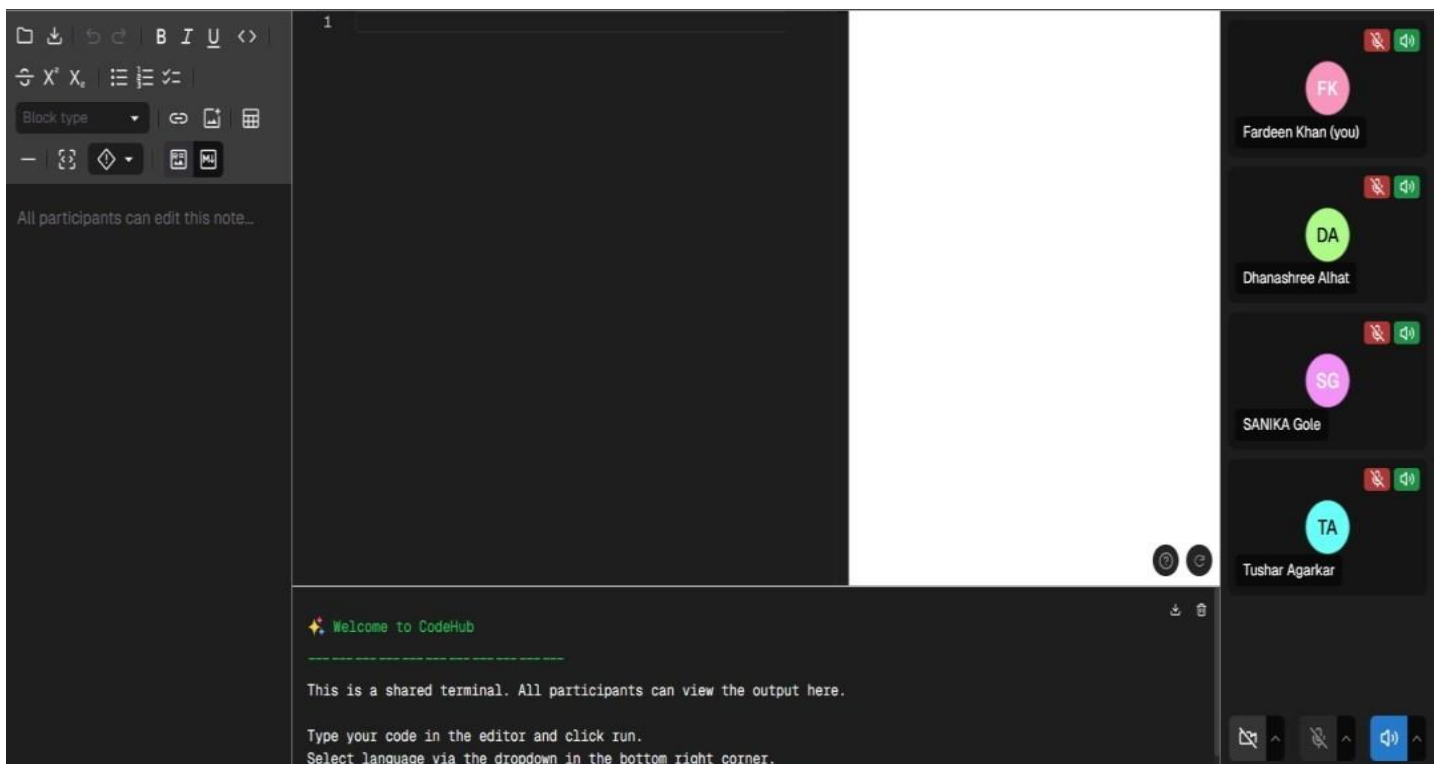 B I U <>
S X² X₂
Block type
M↓
All participants can edit this note...
1
✨ Welcome to CodeHub
--------------------------------
This is a shared terminal. All participants can view the output here.
Type your code in the editor and click run.
Select language via the dropdown in the bottom right corner.
FK
Fardeen Khan (you)
DA
Dhanashree Alhat
SG
SANIKA Gole
TA
Tushar Agarkar